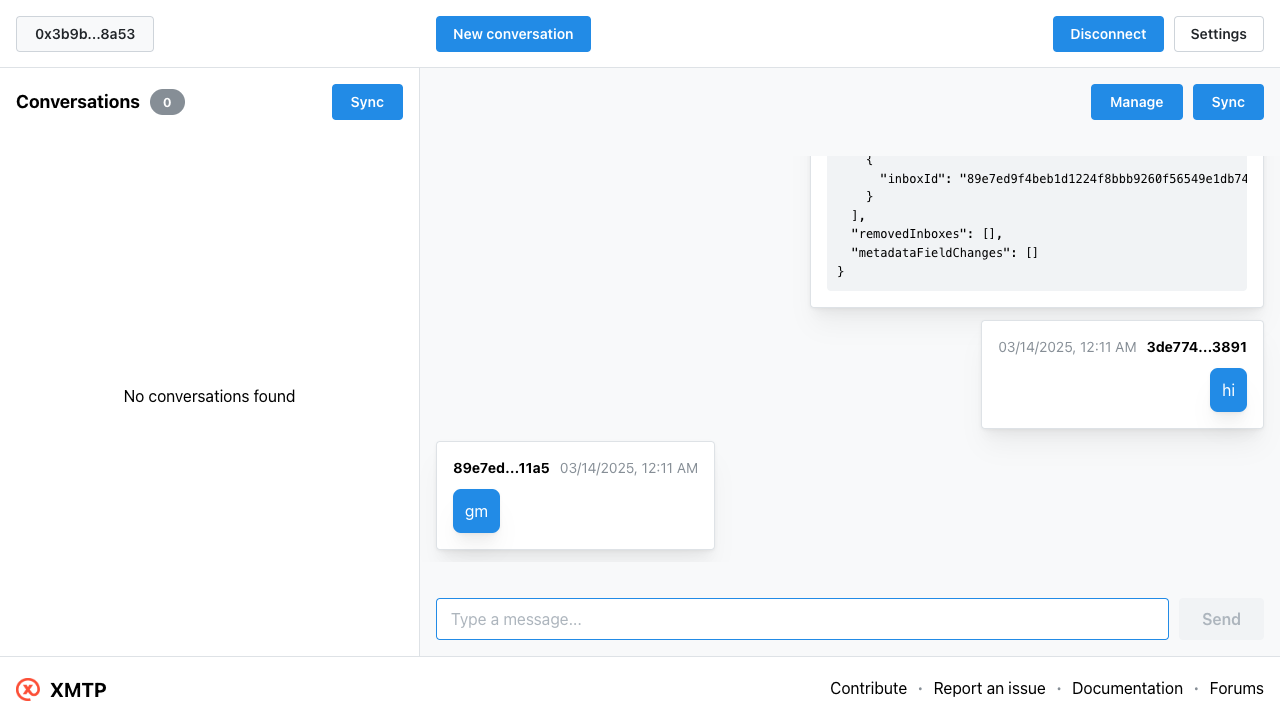 0x3b9b...8a53
New conversation
Disconnect
Settings
Conversations 0
Sync
No conversations found
Manage
Sync
{
"inboxId": "89e7ed9f4beb1d1224f8bbb9260f56549e1db74
}
],
"removedInboxes": [],
"metadataFieldChanges": []
}
03/14/2025, 12:11 AM 3de774...3891
hi
89e7ed...11a5 03/14/2025, 12:11 AM
gm
Type a message...
Send
XMTP
Contribute • Report an issue • Documentation • Forums